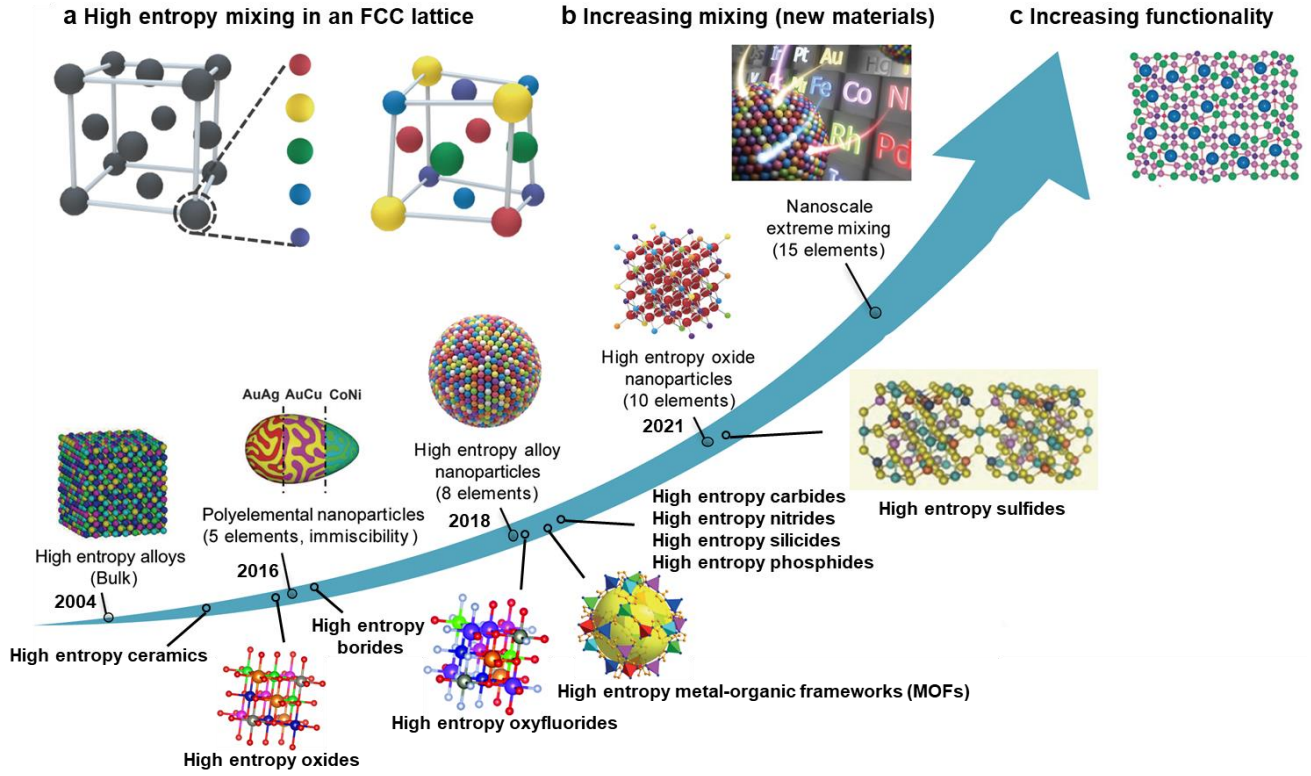 a High entropy mixing in an FCC lattice
b Increasing mixing (new materials)
c Increasing functionality
Pt Au Hg
Fe Co Ni
Rh Pd
Nanoscale
extreme mixing
(15 elements)
High entropy oxide
nanoparticles
(10 elements)
2021
AuAg AuCu CoNi
High entropy alloy
nanoparticles
(8 elements)
2018
High entropy sulfides
High entropy carbides
High entropy nitrides
High entropy silicides
High entropy phosphides
Polyelemental nanoparticles
(5 elements, immiscibility)
2016
High entropy alloys
(Bulk)
2004
High entropy ceramics
High entropy
borides
High entropy metal-organic frameworks (MOFs)
High entropy oxyfluorides
High entropy oxides